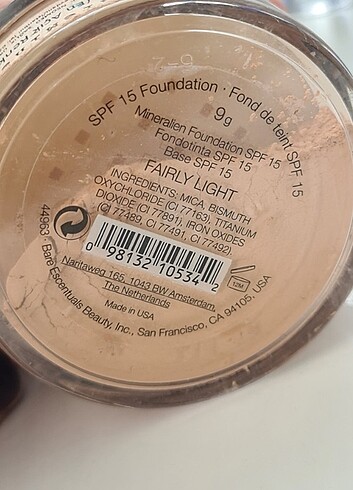 7-9
SPF 15 Foundation · Fond de teint SPF 15
9g
Mineralien Foundation SPF 15
Fondotinta SPF 15
Base SPF 15
FAIRLY LIGHT
INGREDIENTS: MICA, BISMUTH
OXYCHLORIDE (CI 77163), TITANIUM
DIOXIDE (CI 77891), IRON OXIDES
(CI 77489, CI 77491, CI 77492)
0 98132 10534 2
12M
Naritaweg 165, 1043 BW Amsterdam,
The Netherlands
Made in USA
44963 · Bare Escentuals Beauty, Inc., San Francisco, CA 94105, USA